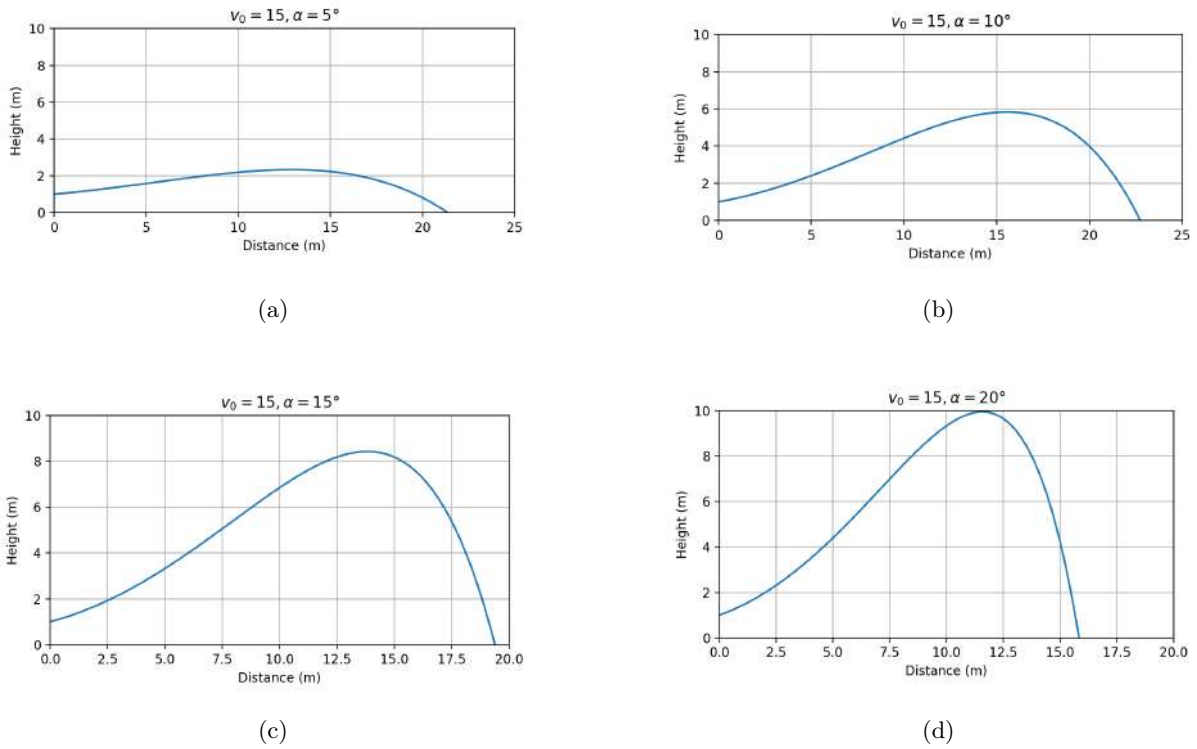 v₀ = 15, α = 5°
10
8
6
4
2
0
Height (m)
0 5 10 15 20 25
Distance (m)
(a)
v₀ = 15, α = 10°
10
8
6
4
2
0
Height (m)
0 5 10 15 20 25
Distance (m)
(b)
v₀ = 15, α = 15°
10
8
6
4
2
0
Height (m)
0.0 2.5 5.0 7.5 10.0 12.5 15.0 17.5 20.0
Distance (m)
(c)
v₀ = 15, α = 20°
10
8
6
4
2
0
Height (m)
0.0 2.5 5.0 7.5 10.0 12.5 15.0 17.5 20.0
Distance (m)
(d)